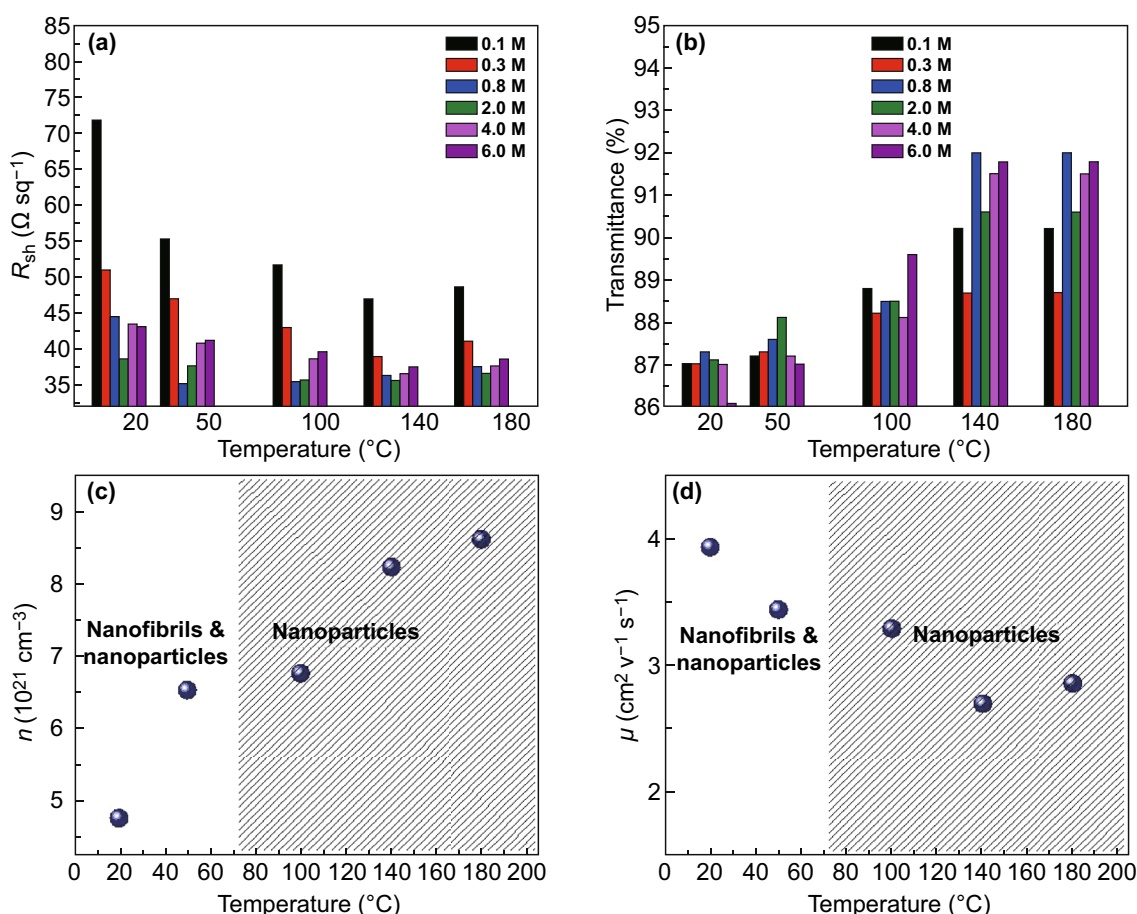 (a)
85
80
75
70
65
60
55
50
45
40
35
Rsh (Ω sq⁻¹)
0.1 M
0.3 M
0.8 M
2.0 M
4.0 M
6.0 M
20 50 100 140 180
Temperature (°C)
(b)
95
94
93
92
91
90
89
88
87
86
Transmittance (%)
0.1 M
0.3 M
0.8 M
2.0 M
4.0 M
6.0 M
20 50 100 140 180
Temperature (°C)
(c)
9
8
7
6
5
n (10²¹ cm⁻³)
Nanofibrils &
nanoparticles
Nanoparticles
0 20 40 60 80 100 120 140 160 180 200
Temperature (°C)
(d)
4
3
2
μ (cm² v⁻¹ s⁻¹)
Nanofibrils &
nanoparticles
Nanoparticles
0 20 40 60 80 100 120 140 160 180 200
Temperature (°C)